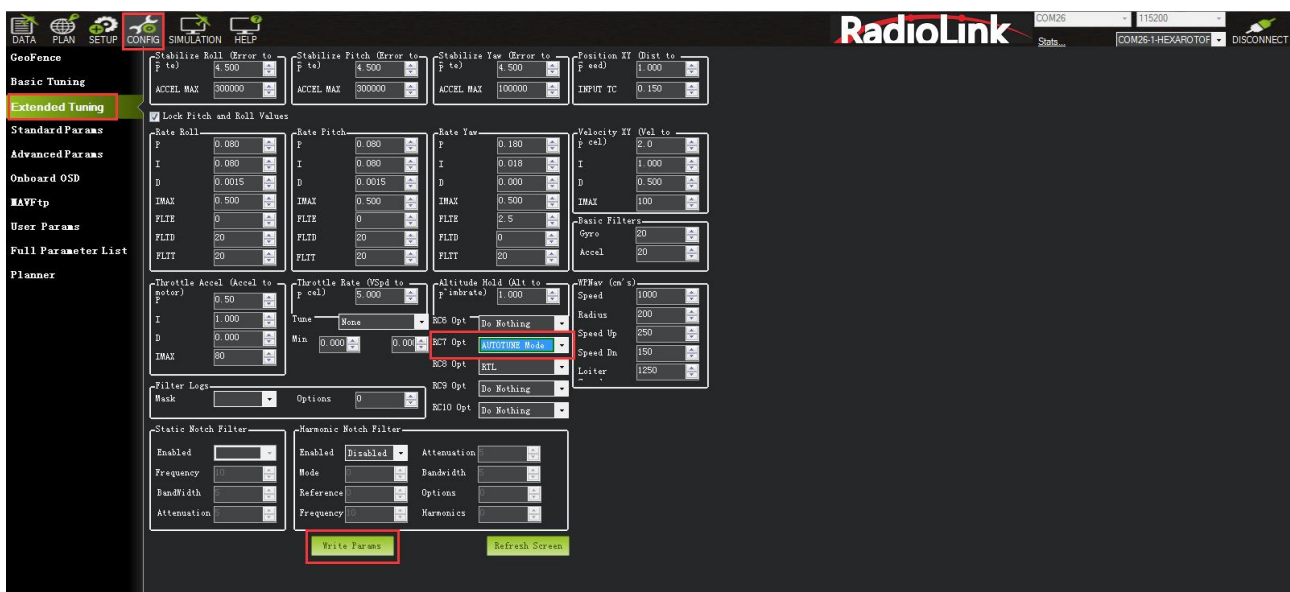 DATA PLAN SETUP CONFIG SIMULATION HELP
RadioLink
COM26 115200
Stats... COM26-1-HEXAROTOF DISCONNECT
GeoFence
Basic Tuning
Extended Tuning
Standard Params
Advanced Params
Onboard OSD
MAVFtp
User Params
Full Parameter List
Planner
Stabilize Roll (Error to
P te) 4.500
ACCEL MAX 300000
Stabilize Pitch (Error to
P te) 4.500
ACCEL MAX 300000
Stabilize Yaw (Error to
P te) 4.500
ACCEL MAX 100000
Position XY (Dist to
P eed) 1.000
INPUT TC 0.150
Lock Pitch and Roll Values
Rate Roll
P 0.080
I 0.080
D 0.0015
IMAX 0.500
FLTE 0
FLTD 20
FLTT 20
Rate Pitch
P 0.080
I 0.080
D 0.0015
IMAX 0.500
FLTE 0
FLTD 20
FLTT 20
Rate Yaw
P 0.180
I 0.018
D 0.000
IMAX 0.500
FLTE 2.5
FLTD 0
FLTT 20
Velocity XY (Vel to
P cel) 2.0
I 1.000
D 0.500
IMAX 100
Basic Filters
Gyro 20
Accel 20
Throttle Accel (Accel to
motor)
P 0.50
I 1.000
D 0.000
IMAX 80
Throttle Rate (VSpd to
P cel) 5.000
Tune None
Min 0.000 0.00
Altitude Hold (Alt to
P imbrate) 1.000
RC6 Opt Do Nothing
RC7 Opt AUTOTUNE Mode
RC8 Opt RTL
RC9 Opt Do Nothing
RC10 Opt Do Nothing
WPNav (cm's)
Speed 1000
Radius 200
Speed Up 250
Speed Dn 150
Loiter 1250
Filter Logs
Mask Options 0
Static Notch Filter
Enabled
Frequency 10
BandWidth 5
Attenuation 5
Harmonic Notch Filter
Enabled Disabled Attenuation 5
Mode 0 Bandwidth 5
Reference 0 Options 0
Frequency 10 Harmonics 0
Write Params Refresh Screen